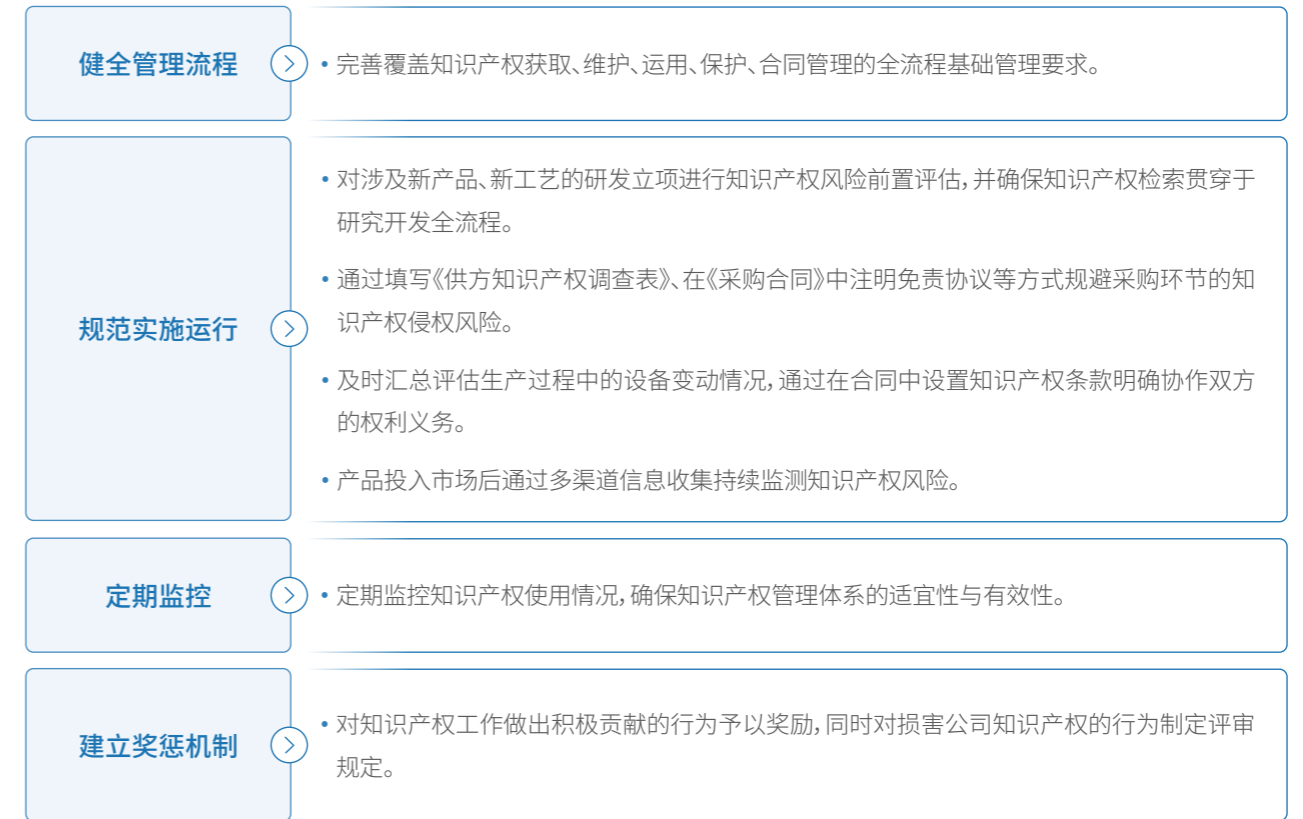 健全管理流程
• 完善覆盖知识产权获取、维护、运用、保护、合同管理的全流程基础管理要求。
规范实施运行
• 对涉及新产品、新工艺的研发立项进行知识产权风险前置评估,并确保知识产权检索贯穿于
研究开发全流程。
• 通过填写《供方知识产权调查表》、在《采购合同》中注明免责协议等方式规避采购环节的知
识产权侵权风险。
• 及时汇总评估生产过程中的设备变动情况,通过在合同中设置知识产权条款明确协作双方
的权利义务。
• 产品投入市场后通过多渠道信息收集持续监测知识产权风险。
定期监控
• 定期监控知识产权使用情况,确保知识产权管理体系的适宜性与有效性。
建立奖惩机制
• 对知识产权工作做出积极贡献的行为予以奖励,同时对损害公司知识产权的行为制定评审
规定。